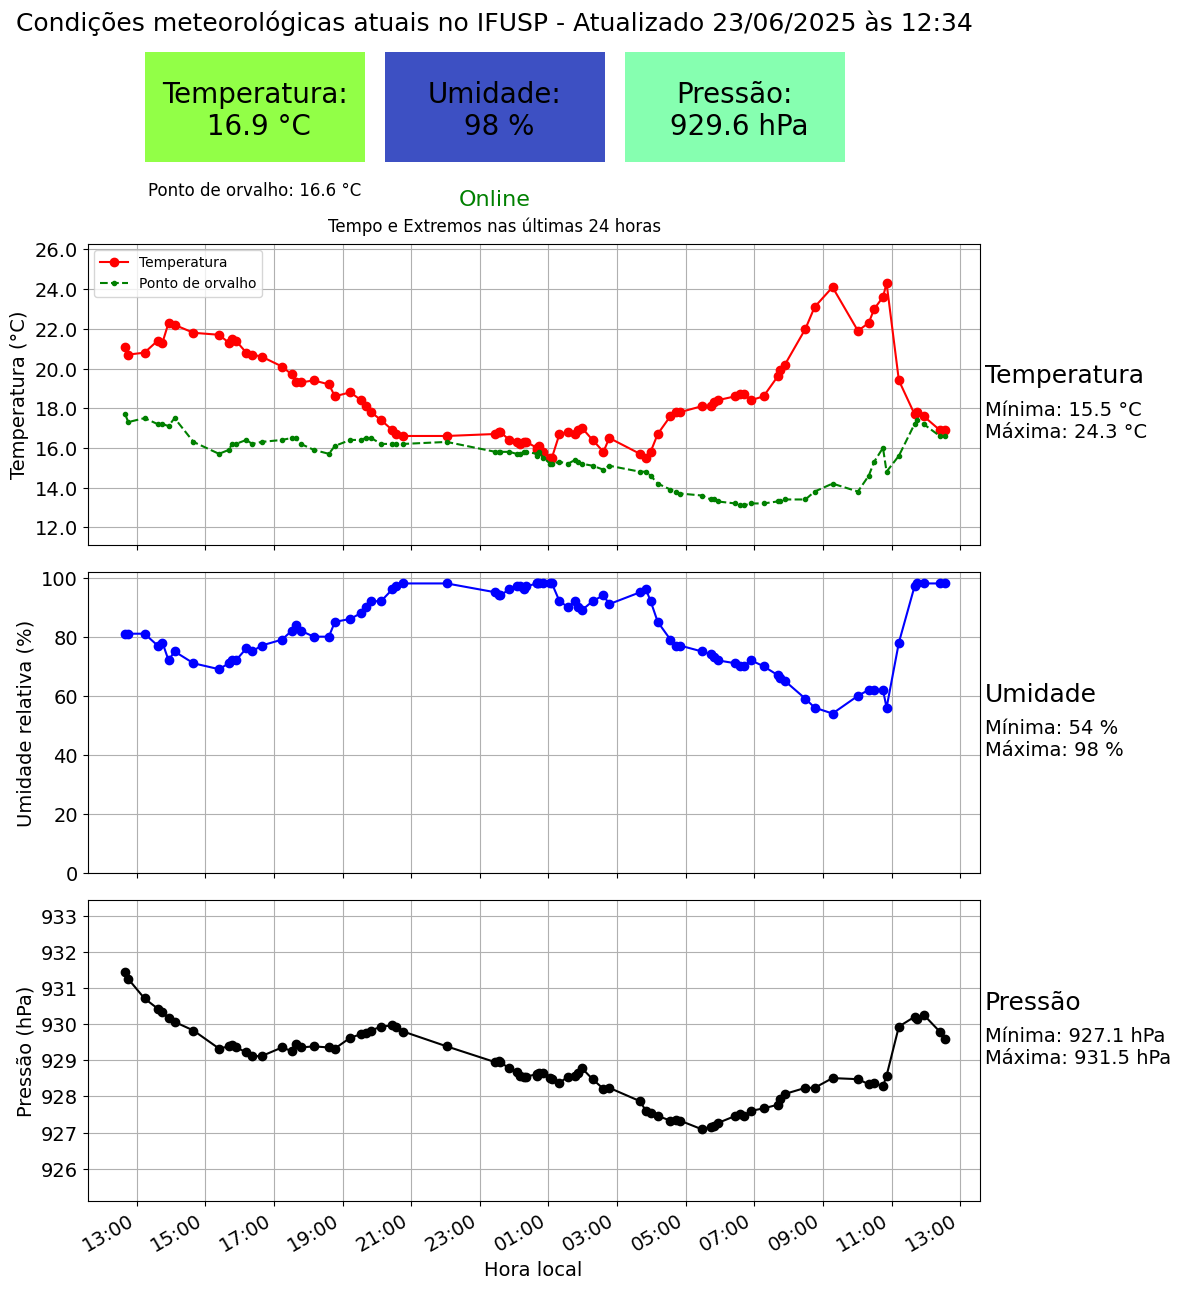 Condições meteorológicas atuais no IFUSP - Atualizado 23/06/2025 às 12:34
Temperatura:
16.9 °C
Umidade:
98 %
Pressão:
929.6 hPa
Ponto de orvalho: 16.6 °C
Online
Tempo e Extremos nas últimas 24 horas
Temperatura
Ponto de orvalho
Temperatura (°C)
26.0
24.0
22.0
20.0
18.0
16.0
14.0
12.0
Temperatura
Mínima: 15.5 °C
Máxima: 24.3 °C
Umidade relativa (%)
100
80
60
40
20
0
Umidade
Mínima: 54 %
Máxima: 98 %
Pressão (hPa)
933
932
931
930
929
928
927
926
Pressão
Mínima: 927.1 hPa
Máxima: 931.5 hPa
13:00 15:00 17:00 19:00 21:00 23:00 01:00 03:00 05:00 07:00 09:00 11:00 13:00
Hora local